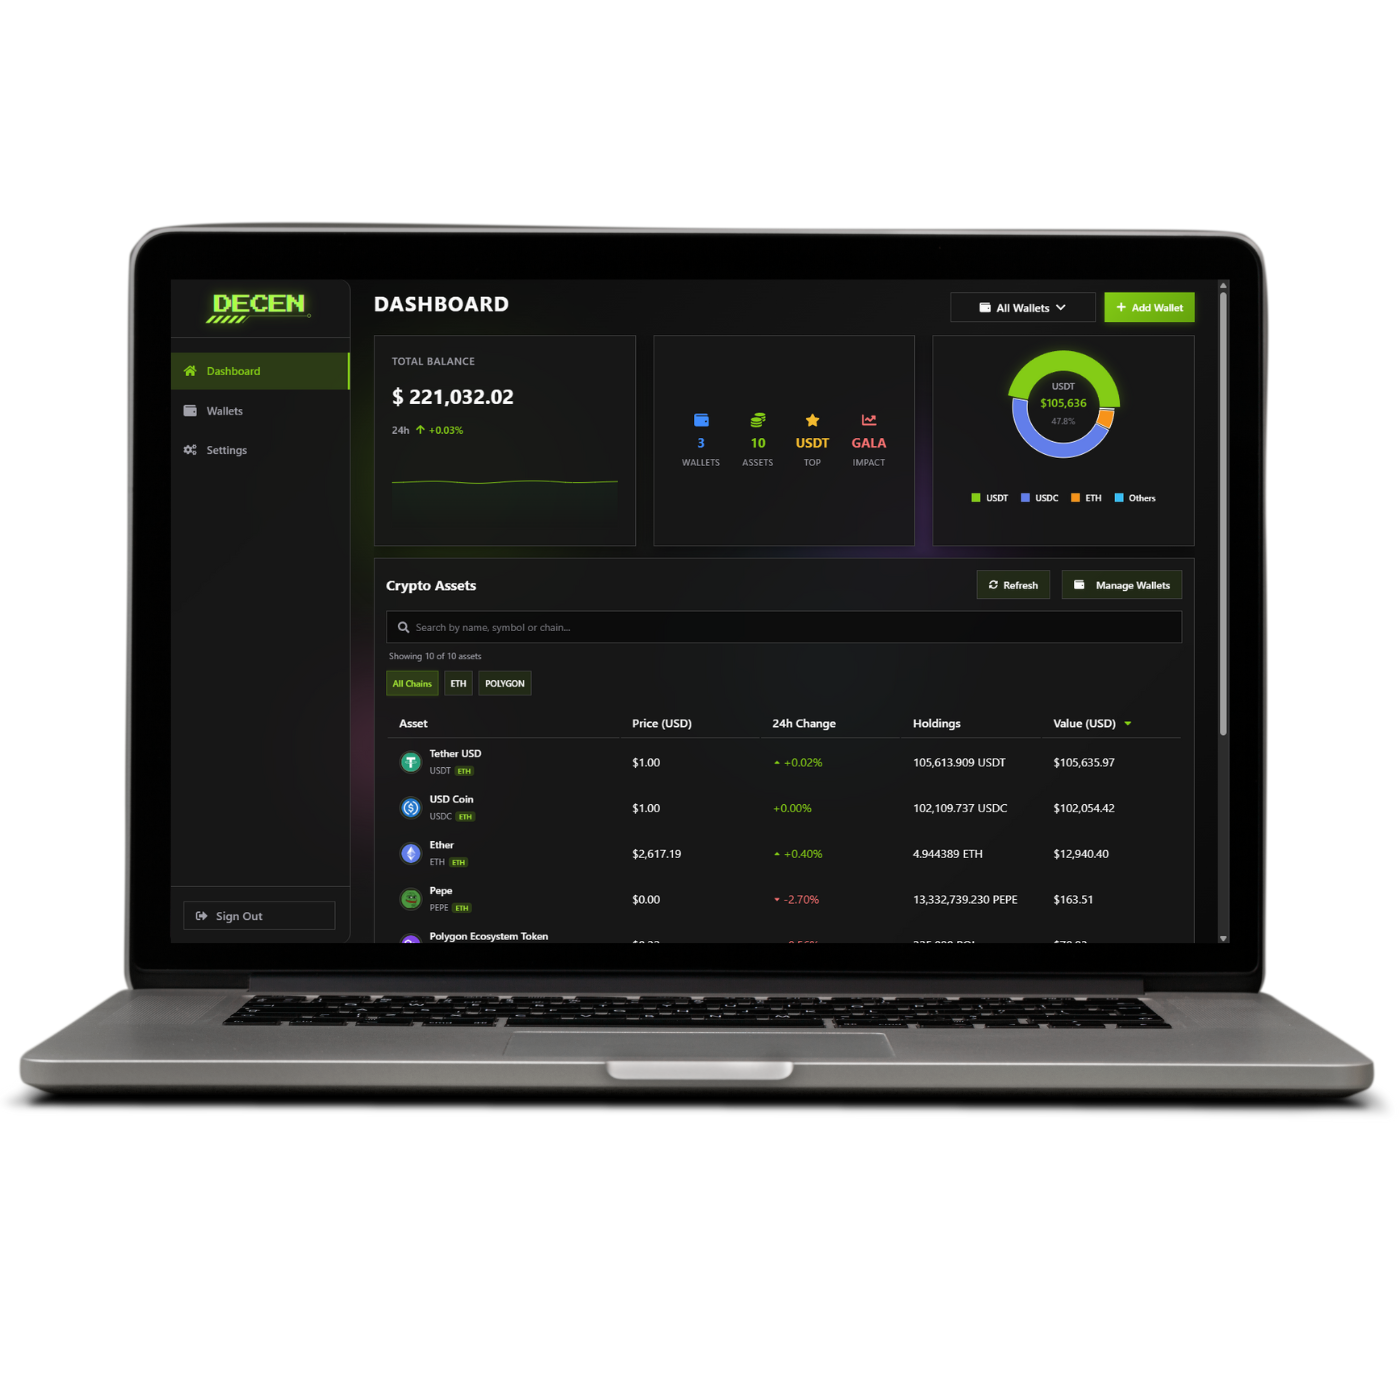 DECEN
DASHBOARD
All Wallets
+ Add Wallet
Dashboard
Wallets
Settings
Sign Out
TOTAL BALANCE
$ 221,032.02
24h +0.03%
3 10 USDT GALA
WALLETS ASSETS TOP IMPACT
USDT
$105,636
47.8%
USDT USDC ETH Others
Crypto Assets
Refresh
Manage Wallets
Search by name, symbol or chain...
Showing 10 of 10 assets
All Chains ETH POLYGON
Asset Price (USD) 24h Change Holdings Value (USD)
Tether USD
USDT ETH
$1.00 +0.02% 105,613.909 USDT $105,635.97
USD Coin
USDC ETH
$1.00 +0.00% 102,109.737 USDC $102,054.42
Ether
ETH ETH
$2,617.19 +0.40% 4.944389 ETH $12,940.40
Pepe
PEPE ETH
$0.00 -2.70% 13,332,739.230 PEPE $163.51
Polygon Ecosystem Token